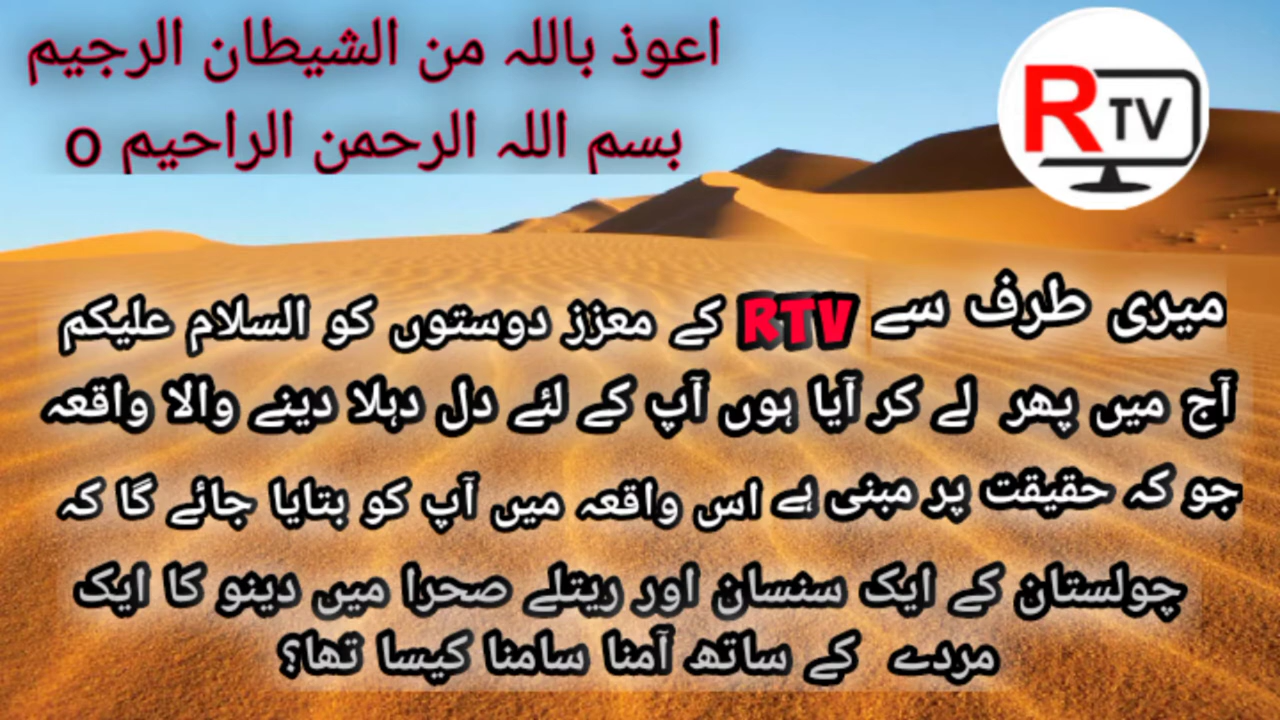 اعوذ باللہ من الشیطان الرجیم
بسم اللہ الرحمن الراحیم o
R TV
میری طرف سے RTV کے معزز دوستوں کو السلام علیکم
آج میں پھر لے کر آیا ہوں آپ کے لئے دل دہلا دینے والا واقعہ
جو کہ حقیقت پر مبنی ہے اس واقعہ میں آپ کو بتایا جائے گا کہ
چولستان کے ایک سنسان اور ریتلے صحرا میں دینو کا ایک
مردے کے ساتھ آمنا سامنا کیسا تھا؟